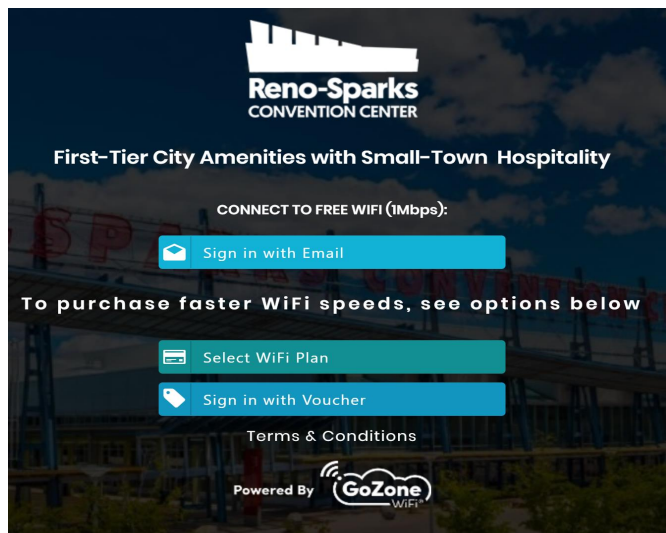 Reno-Sparks
CONVENTION CENTER
First-Tier City Amenities with Small-Town Hospitality
CONNECT TO FREE WIFI (1Mbps):
Sign in with Email
To purchase faster WiFi speeds, see options below
Select WiFi Plan
Sign in with Voucher
Terms & Conditions
Powered By GoZone
WiFi®